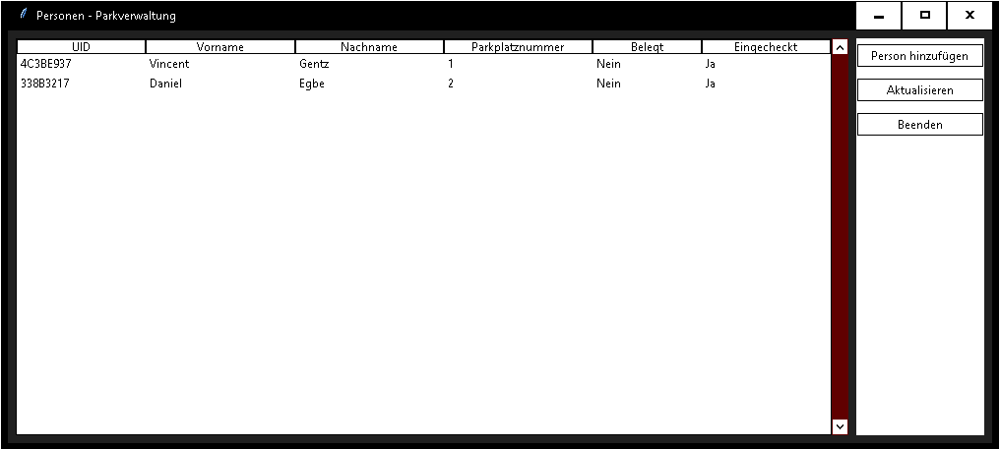 Personen - Parkverwaltung
UID Vorname Nachname Parkplatznummer Belegt Eingecheckt
4C3BE937 Vincent Gentz 1 Nein Ja
338B3217 Daniel Egbe 2 Nein Ja
Person hinzufügen
Aktualisieren
Beenden